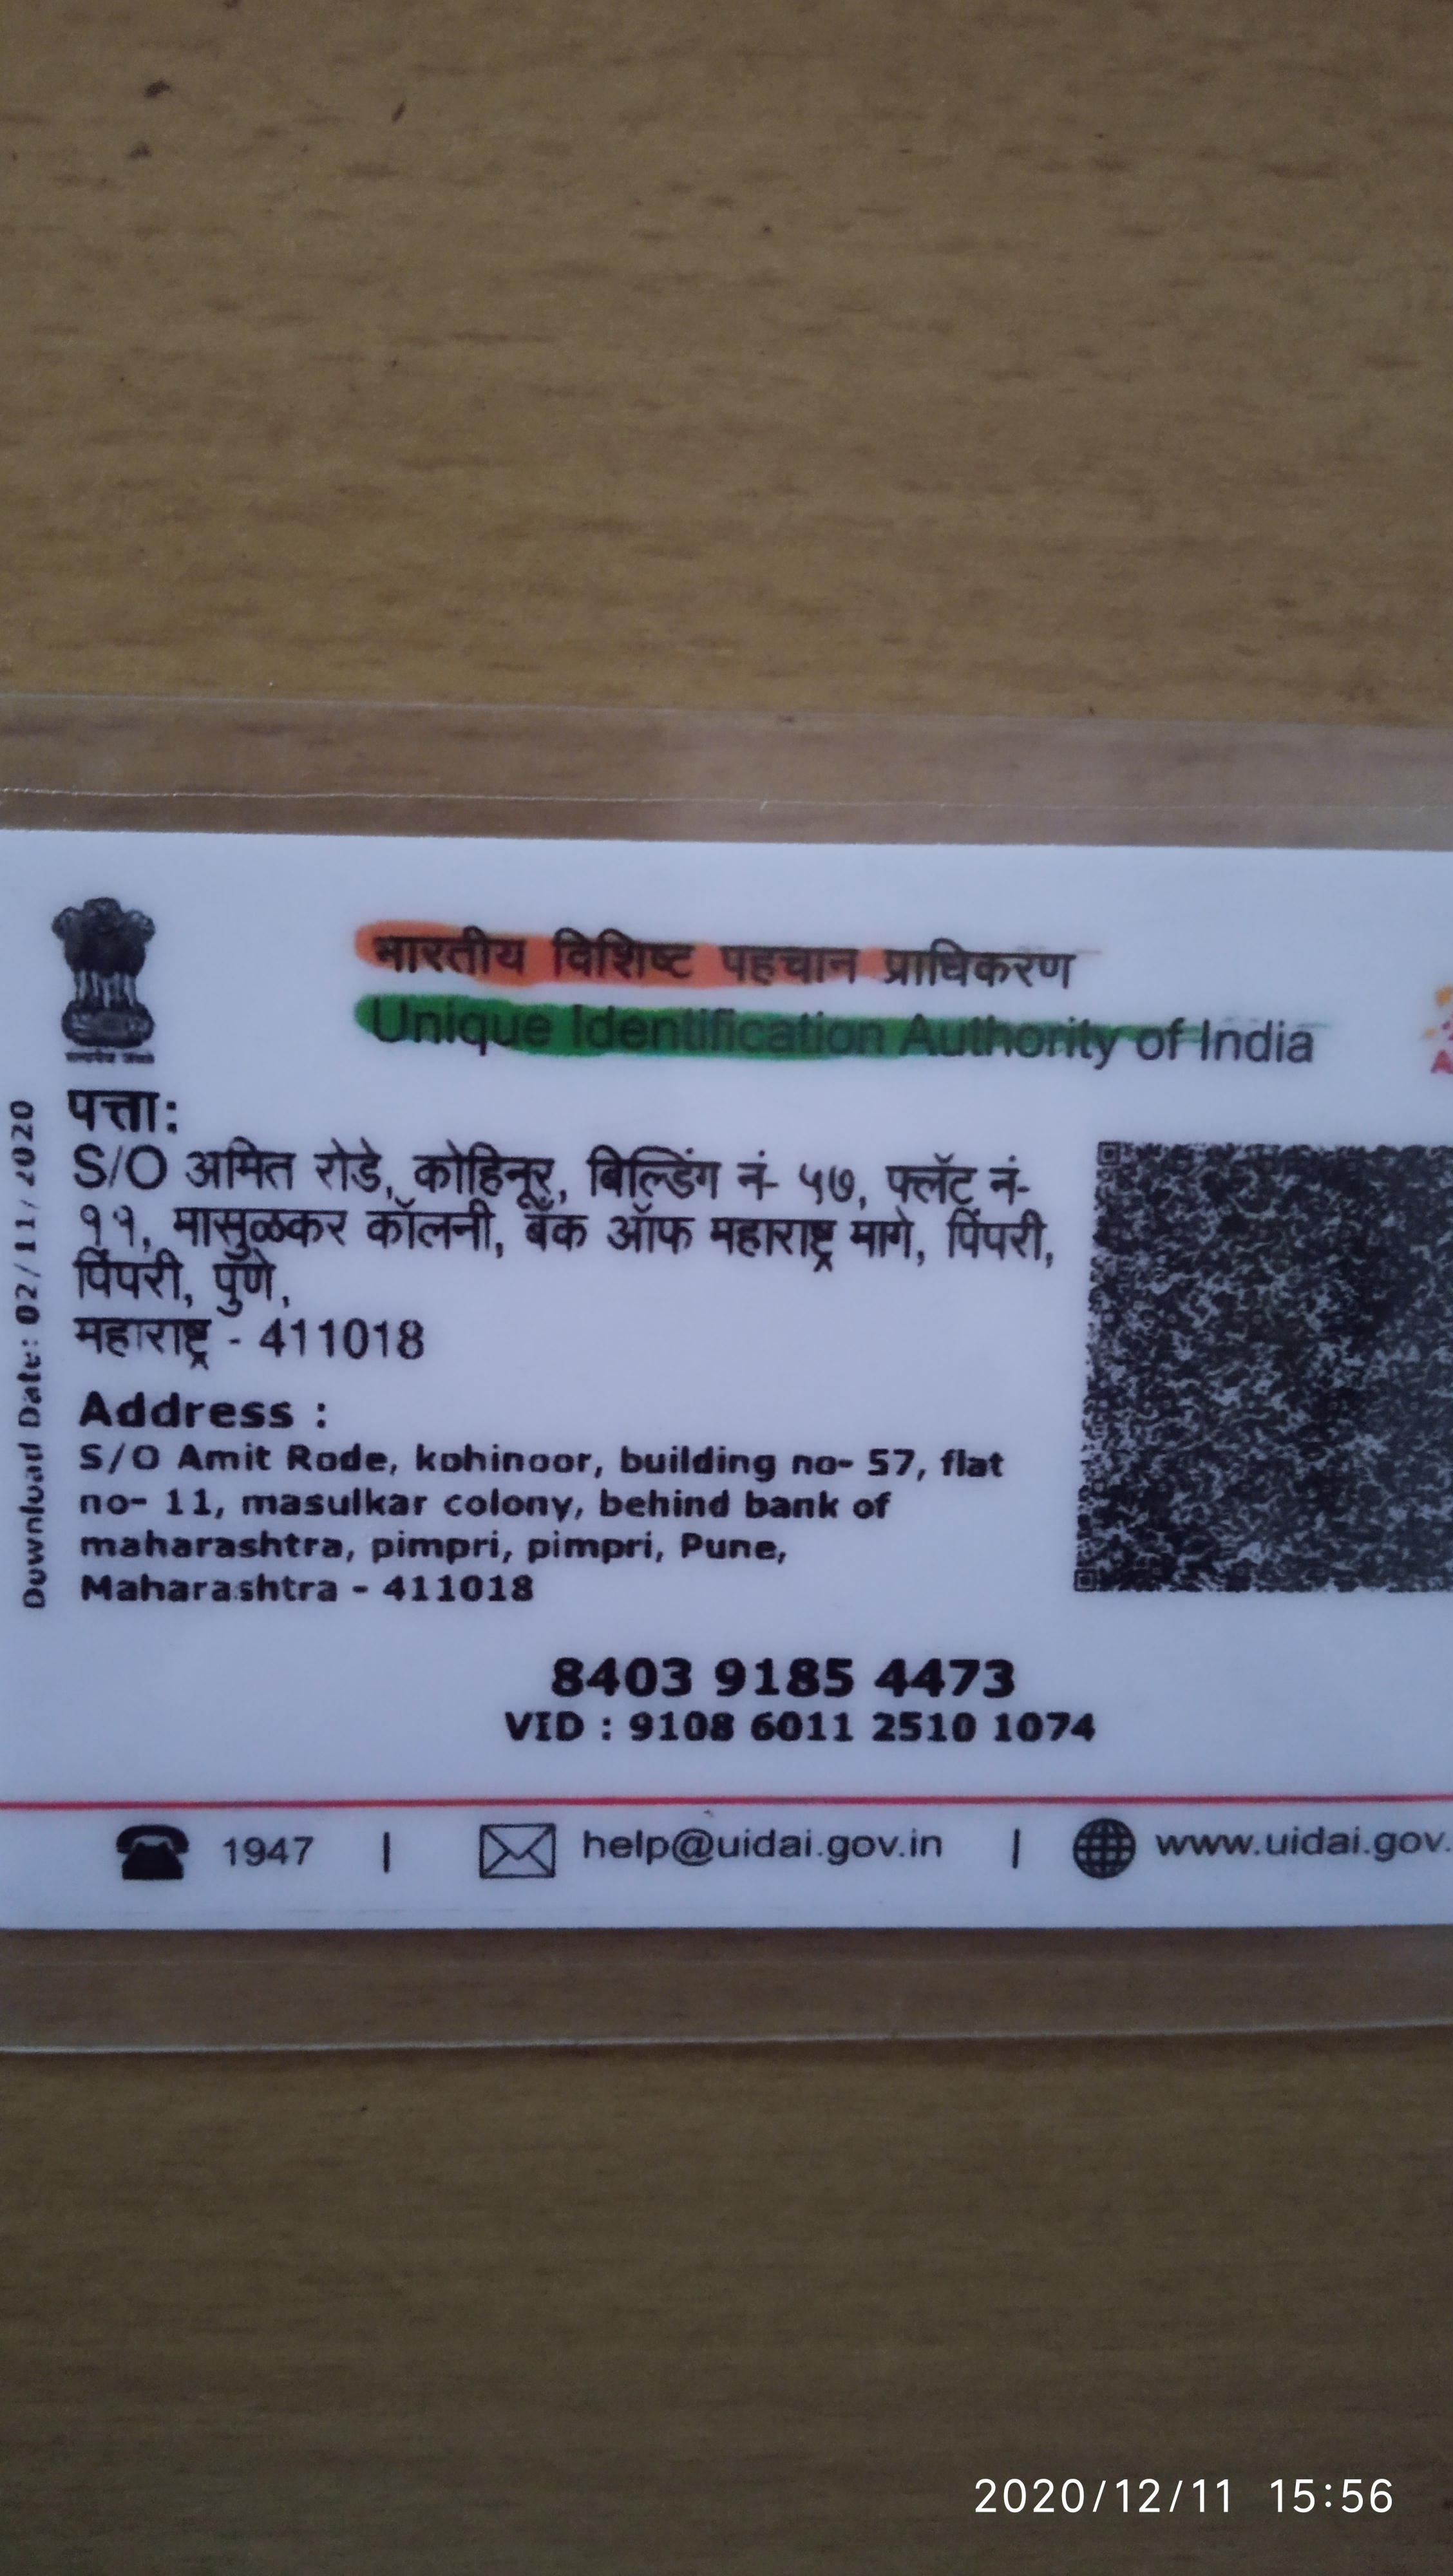 भारतीय विशिष्ट पहचान प्राधिकरण
Unique Identification Authority of India
Download Date: 02/11/2020
पत्ता:
S/O अमित रोडे, कोहिनूर, बिल्डिंग नं- ५७, फ्लॅट नं-
११, मासुळकर कॉलनी, बँक ऑफ महाराष्ट्र मागे, पिंपरी,
पिंपरी, पुणे,
महाराष्ट्र - 411018
Address :
S/O Amit Rode, kohinoor, building no- 57, flat
no- 11, masulkar colony, behind bank of
maharashtra, pimpri, pimpri, Pune,
Maharashtra - 411018
8403 9185 4473
VID : 9108 6011 2510 1074
1947 | help@uidai.gov.in | www.uidai.gov.
2020/12/11 15:56